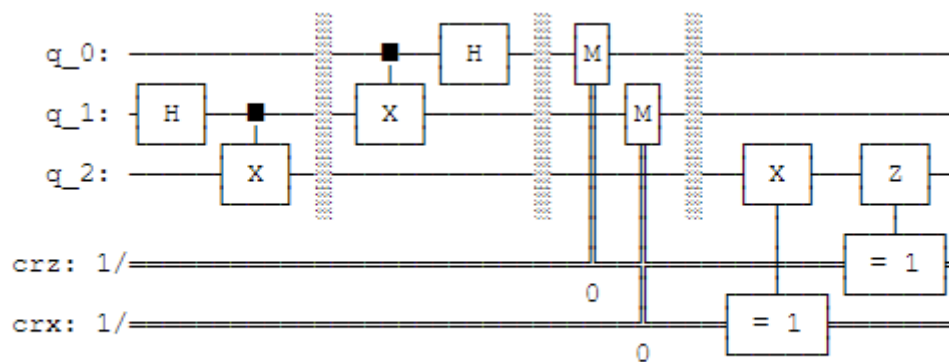 q_0: X H M
q_1: H X M
q_2: X X Z
crz: 1/ = 1
0
crx: 1/ = 1
0